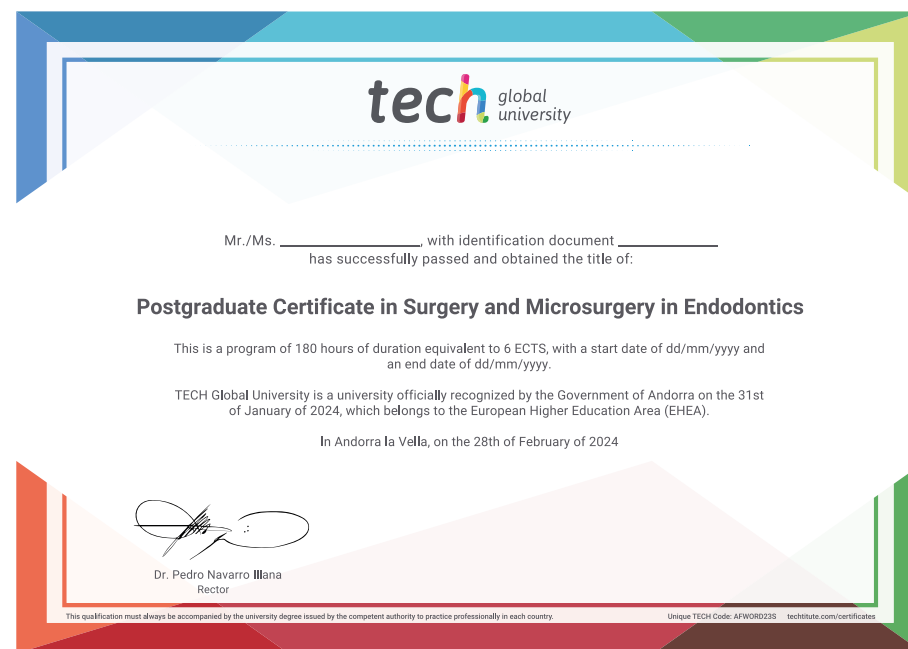 tech global university
Mr./Ms. ____________, with identification document ____________
has successfully passed and obtained the title of:
Postgraduate Certificate in Surgery and Microsurgery in Endodontics
This is a program of 180 hours of duration equivalent to 6 ECTS, with a start date of dd/mm/yyyy and
an end date of dd/mm/yyyy.
TECH Global University is a university officially recognized by the Government of Andorra on the 31st
of January of 2024, which belongs to the European Higher Education Area (EHEA).
In Andorra la Vella, on the 28th of February of 2024
Dr. Pedro Navarro Illana
Rector
This qualification must always be accompanied by the university degree issued by the competent authority to practice professionally in each country.
Unique TECH Code: AFWORD23S techtitute.com/certificates